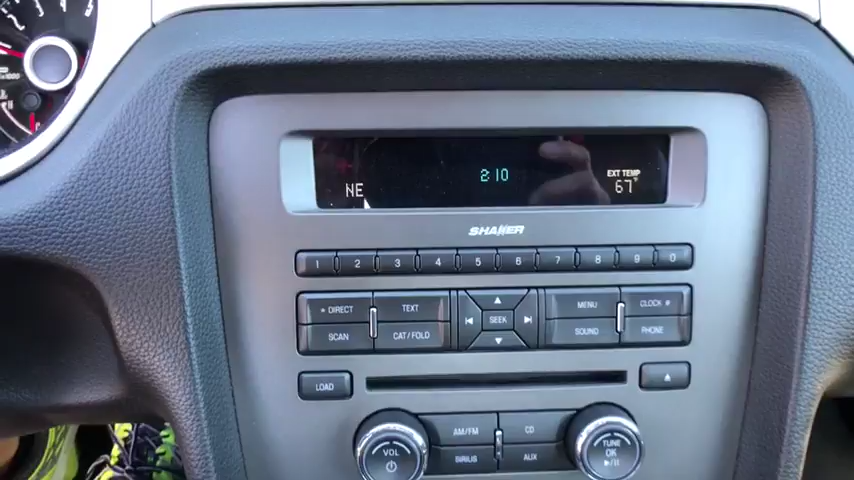 NE
2:10
EXT TEMP
67°
SHAKER
1 2 3 4 5 6 7 8 9 0
* DIRECT TEXT MENU CLOCK #
SEEK
SCAN CAT/FOLD SOUND PHONE
LOAD
AM/FM CD
SIRIUS AUX
VOL
TUNE
OK